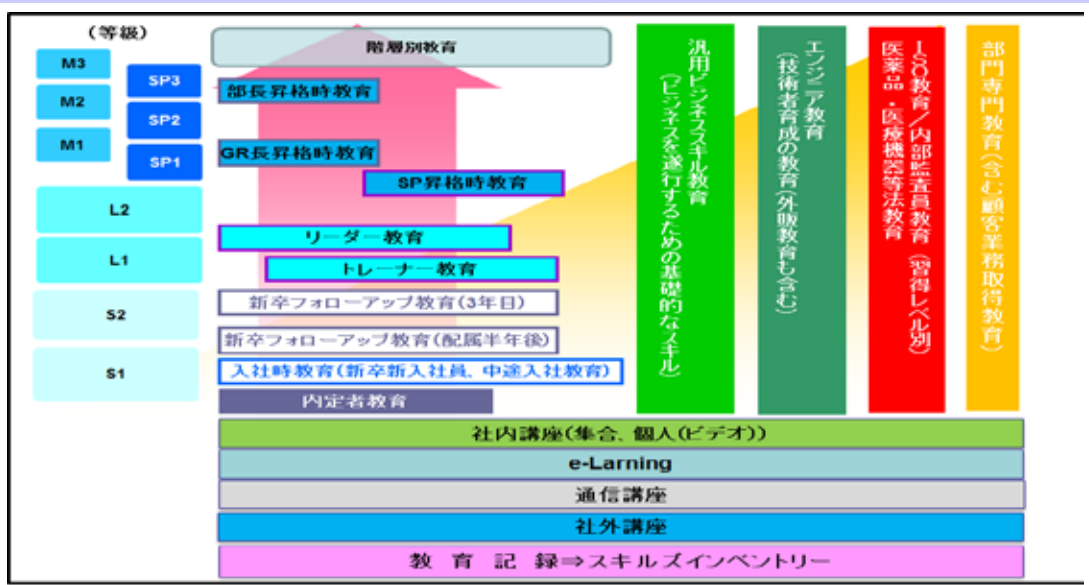 (等級)
M3
M2
M1
SP3
SP2
SP1
L2
L1
S2
S1
階層別教育
部長昇格時教育
GR長昇格時教育
SP昇格時教育
リーダー教育
トレーナー教育
新卒フォローアップ教育(3年目)
新卒フォローアップ教育(配属半年後)
入社時教育(新卒新入社員、中途入社教育)
内定者教育
汎用ビジネススキル教育
(ビジネスを遂行するための基礎的なスキル)
エンジニア教育
(技術者育成の教育(外販教育も含む)
ISO教育/内部監査員教育(習得レベル別)
医薬品・医療機器等法教育
部門専門教育(含む顧客業務取得教育)
社内講座(集合、個人(ビデオ))
e-Larning
通信講座
社外講座
教 育 記 録⇒スキルズインベントリー